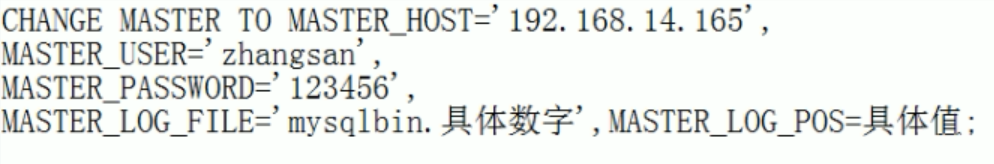 CHANGE MASTER TO MASTER_HOST='192.168.14.165',
MASTER_USER='zhangsan',
MASTER_PASSWORD='123456',
MASTER_LOG_FILE='mysqlbin.具体数字',MASTER_LOG_POS=具体值;